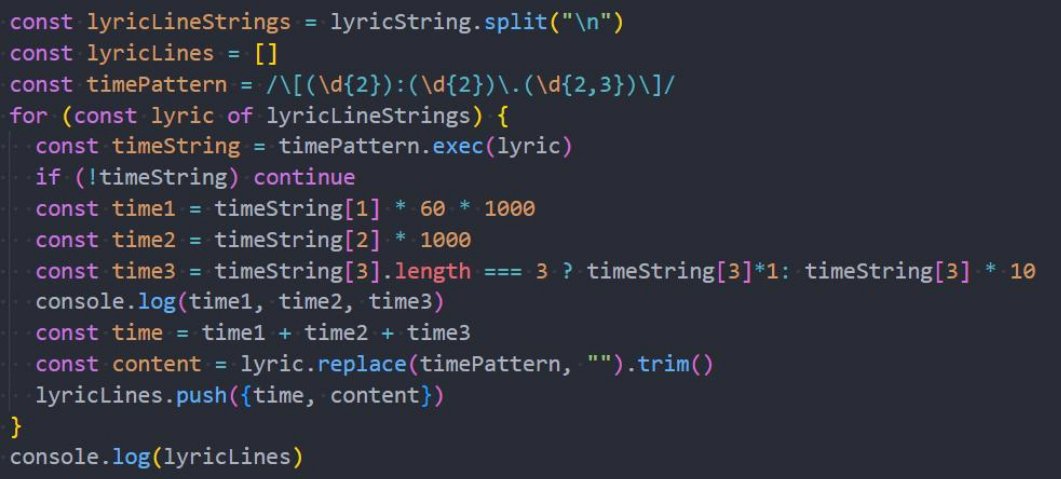 const lyricLineStrings = lyricString.split("\n")
const lyricLines = []
const timePattern = /\[(\d{2}):(\d{2})\.(\d{2,3})\]/
for (const lyric of lyricLineStrings) {
  const timeString = timePattern.exec(lyric)
  if (!timeString) continue
  const time1 = timeString[1] * 60 * 1000
  const time2 = timeString[2] * 1000
  const time3 = timeString[3].length === 3 ? timeString[3]*1: timeString[3] * 10
  console.log(time1, time2, time3)
  const time = time1 + time2 + time3
  const content = lyric.replace(timePattern, "").trim()
  lyricLines.push({time, content})
}
console.log(lyricLines)